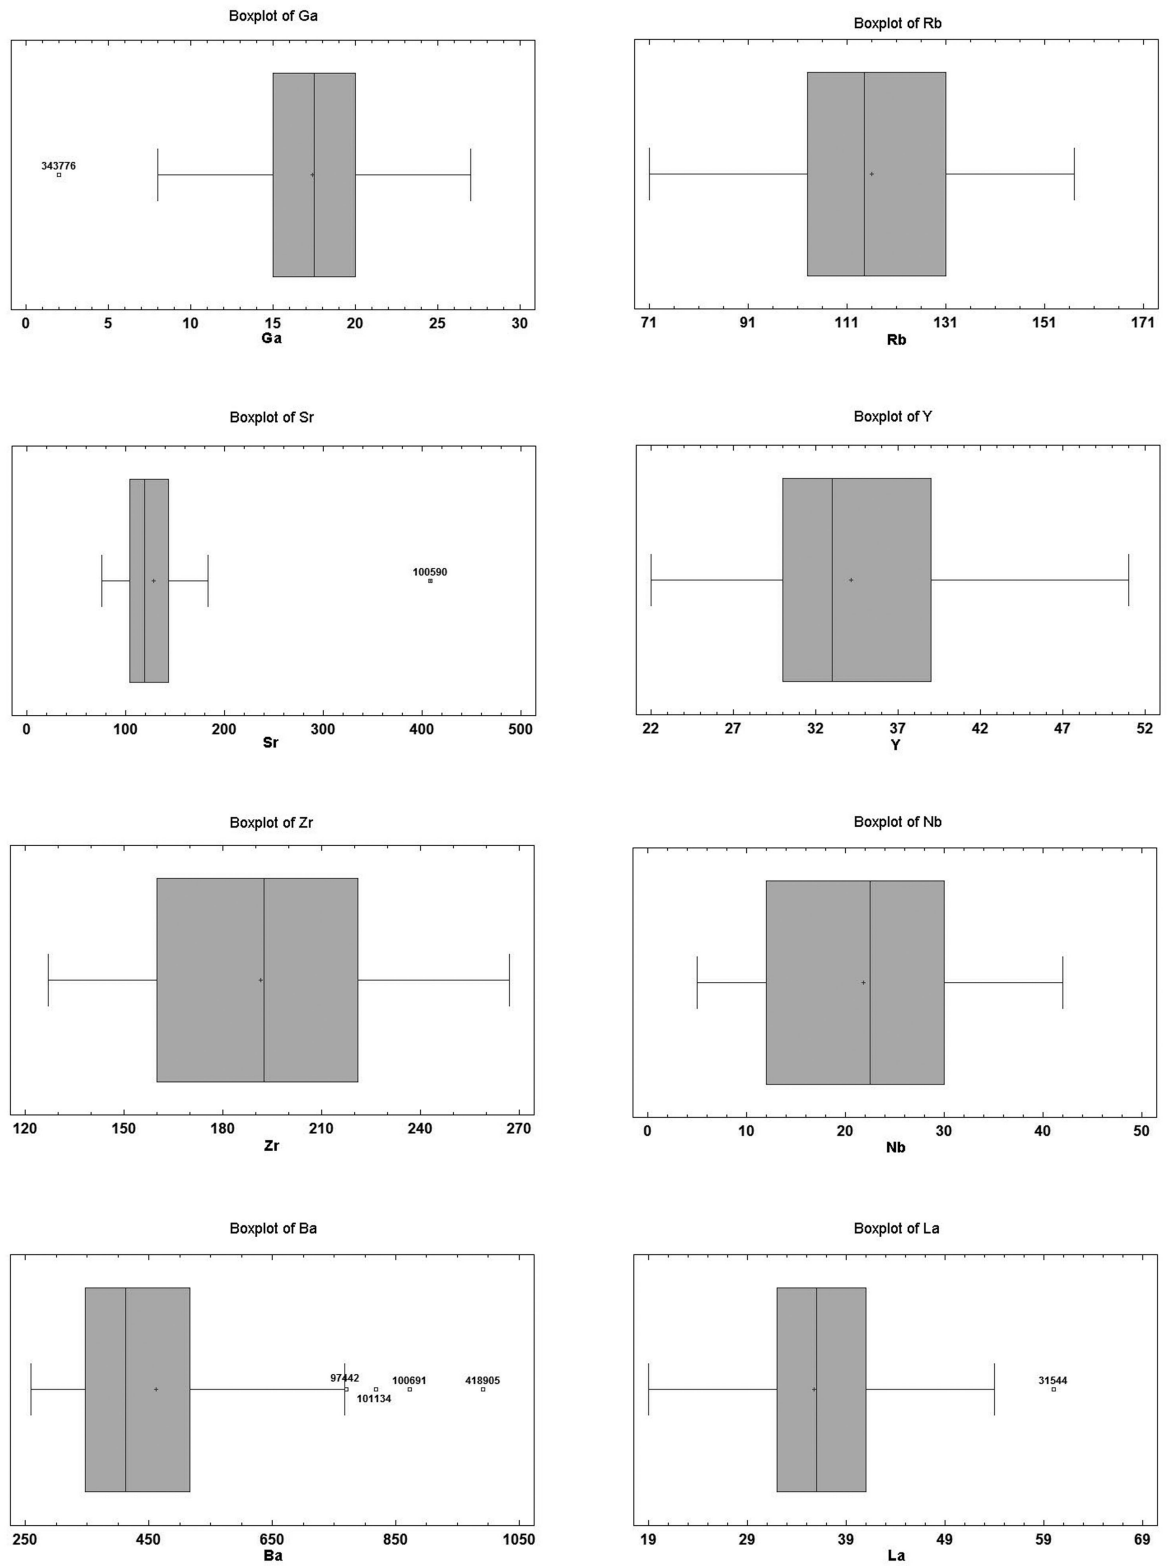 Boxplot of Ga
343776
0 5 10 15 20 25 30
Ga
Boxplot of Rb
71 91 111 131 151 171
Rb
Boxplot of Sr
100590
0 100 200 300 400 500
Sr
Boxplot of Y
22 27 32 37 42 47 52
Y
Boxplot of Zr
120 150 180 210 240 270
Zr
Boxplot of Nb
0 10 20 30 40 50
Nb
Boxplot of Ba
97442 100691 418905
101134
250 450 650 850 1050
Ba
Boxplot of La
31544
19 29 39 49 59 69
La